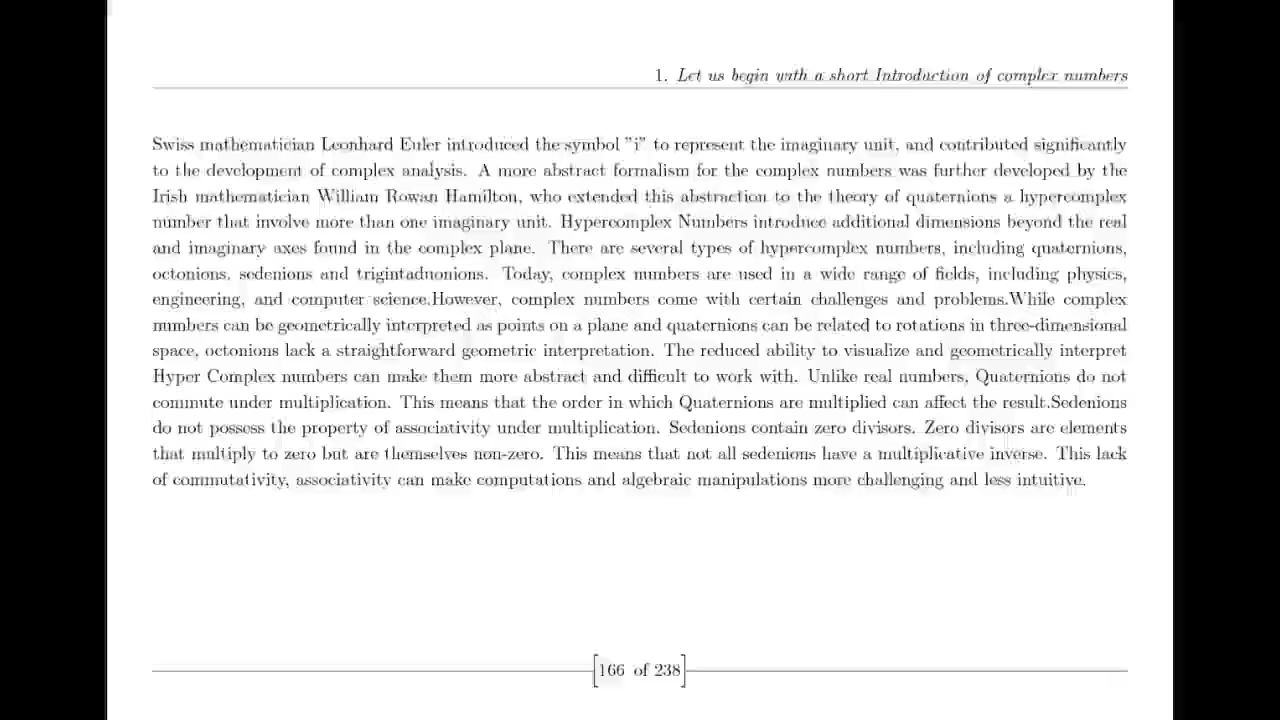 1. Let us begin with a short Introduction of complex numbers
Swiss mathematician Leonhard Euler introduced the symbol "i" to represent the imaginary unit, and contributed significantly
to the development of complex analysis. A more abstract formalism for the complex numbers was further developed by the
Irish mathematician William Rowan Hamilton, who extended this abstraction to the theory of quaternions a hypercomplex
number that involve more than one imaginary unit. Hypercomplex Numbers introduce additional dimensions beyond the real
and imaginary axes found in the complex plane. There are several types of hypercomplex numbers, including quaternions,
octonions, sedenions and trigintaduonions. Today, complex numbers are used in a wide range of fields, including physics,
engineering, and computer science.However, complex numbers come with certain challenges and problems.While complex
numbers can be geometrically interpreted as points on a plane and quaternions can be related to rotations in three-dimensional
space, octonions lack a straightforward geometric interpretation. The reduced ability to visualize and geometrically interpret
Hyper Complex numbers can make them more abstract and difficult to work with. Unlike real numbers, Quaternions do not
commute under multiplication. This means that the order in which Quaternions are multiplied can affect the result.Sedenions
do not possess the property of associativity under multiplication. Sedenions contain zero divisors. Zero divisors are elements
that multiply to zero but are themselves non-zero. This means that not all sedenions have a multiplicative inverse. This lack
of commutativity, associativity can make computations and algebraic manipulations more challenging and less intuitive.
166 of 238